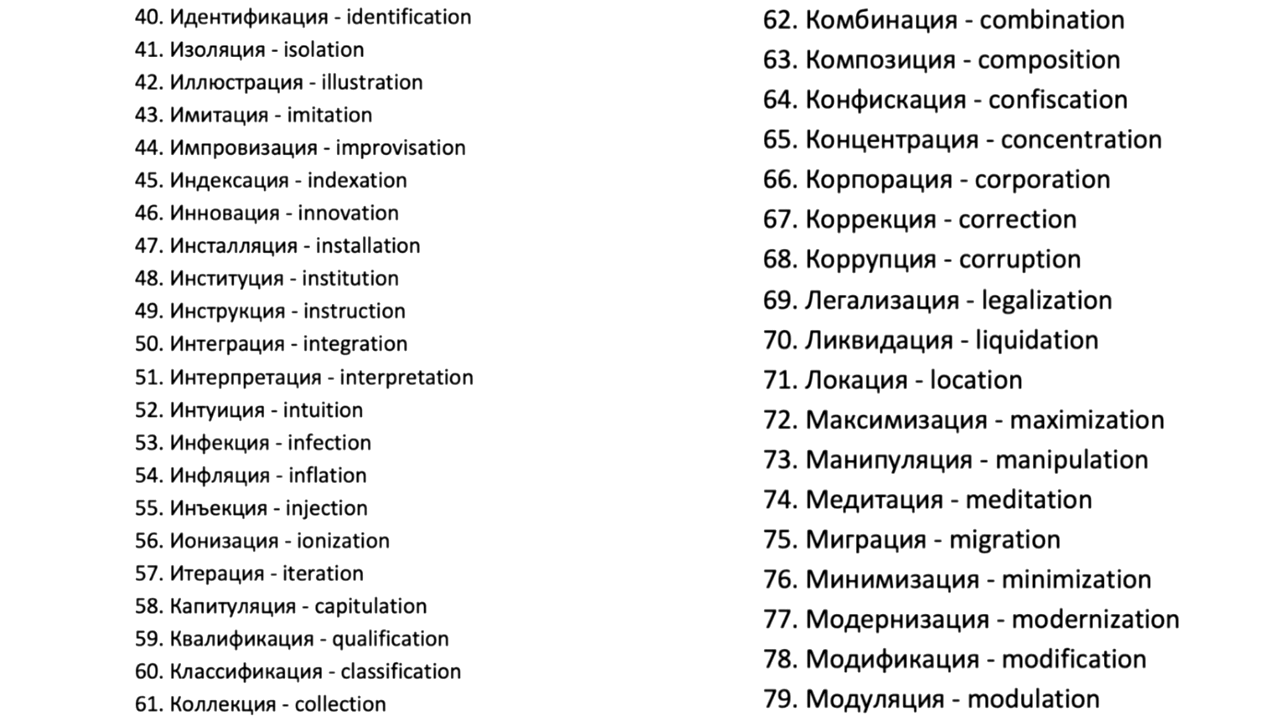 40. Идентификация - identification
41. Изоляция - isolation
42. Иллюстрация - illustration
43. Имитация - imitation
44. Импровизация - improvisation
45. Индексация - indexation
46. Инновация - innovation
47. Инсталляция - installation
48. Институция - institution
49. Инструкция - instruction
50. Интеграция - integration
51. Интерпретация - interpretation
52. Интуиция - intuition
53. Инфекция - infection
54. Инфляция - inflation
55. Инъекция - injection
56. Ионизация - ionization
57. Итерация - iteration
58. Капитуляция - capitulation
59. Квалификация - qualification
60. Классификация - classification
61. Коллекция - collection
62. Комбинация - combination
63. Композиция - composition
64. Конфискация - confiscation
65. Концентрация - concentration
66. Корпорация - corporation
67. Коррекция - correction
68. Коррупция - corruption
69. Легализация - legalization
70. Ликвидация - liquidation
71. Локация - location
72. Максимизация - maximization
73. Манипуляция - manipulation
74. Медитация - meditation
75. Миграция - migration
76. Минимизация - minimization
77. Модернизация - modernization
78. Модификация - modification
79. Модуляция - modulation